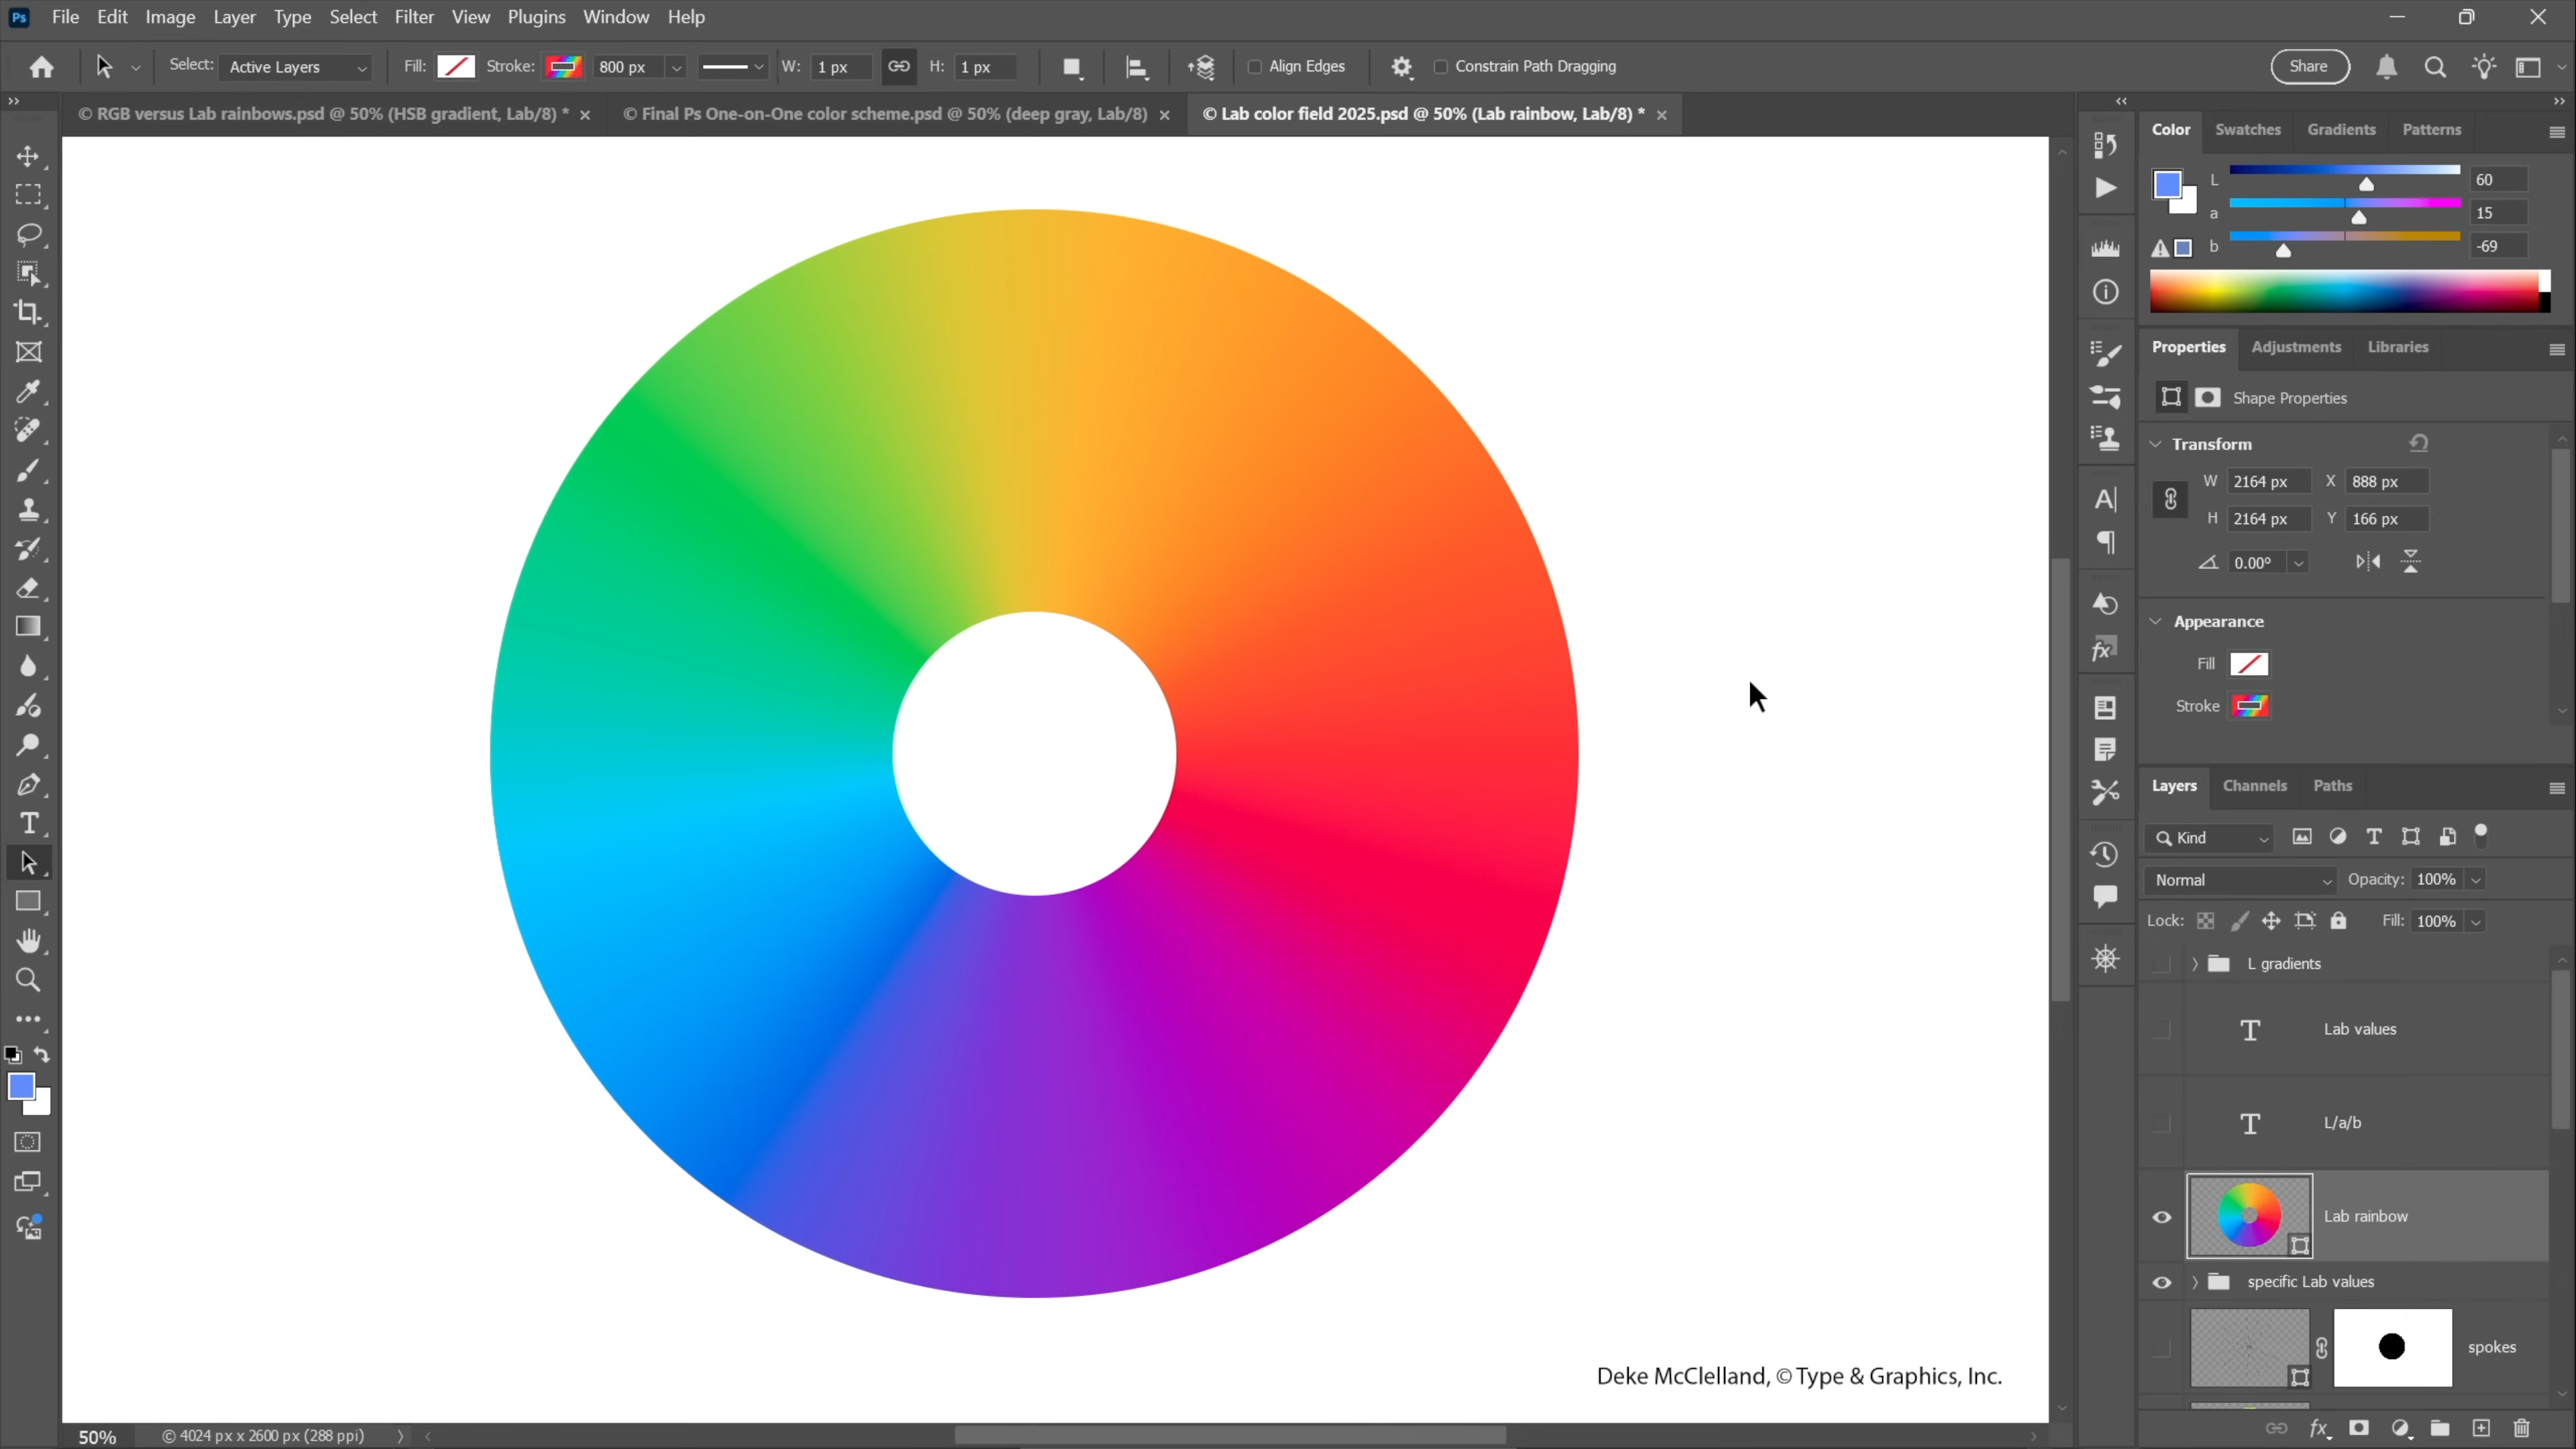 Ps File Edit Image Layer Type Select Filter View Plugins Window Help
Select: Active Layers Fill: Stroke: 800 px W: 1 px H: 1 px Align Edges Constrain Path Dragging Share
© RGB versus Lab rainbows.psd @ 50% (HSB gradient, Lab/8) * × © Final Ps One-on-One color scheme.psd @ 50% (deep gray, Lab/8) × © Lab color field 2025.psd @ 50% (Lab rainbow, Lab/8) * ×
Color Swatches Gradients Patterns
L 60
a 15
b -69
Properties Adjustments Libraries
Shape Properties
Transform
W 2164 px X 888 px
H 2164 px Y 166 px
0.00°
Appearance
Fill
Stroke
Layers Channels Paths
Kind
Normal Opacity: 100%
Lock: Fill: 100%
L gradients
Lab values
L/a/b
Lab rainbow
specific Lab values
spokes
Deke McClelland, © Type & Graphics, Inc.
50% © 4024 px x 2600 px (288 ppi)